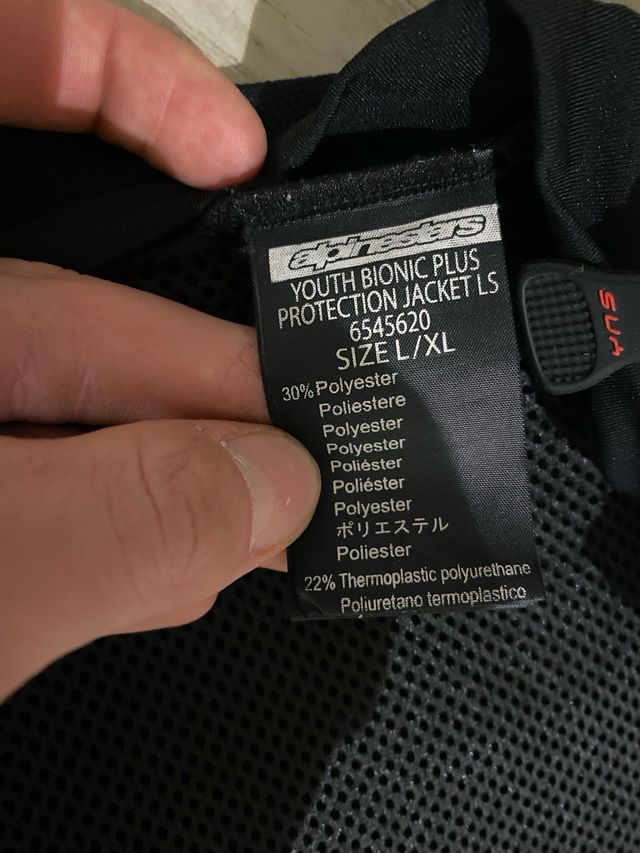 alpinestars
YOUTH BIONIC PLUS
PROTECTION JACKET LS
6545620
SIZE L/XL
30% Polyester
Poliestere
Polyester
Polyester
Poliéster
Poliéster
Polyester
ポリエステル
Poliester
22% Thermoplastic polyurethane
Poliuretano termoplastico